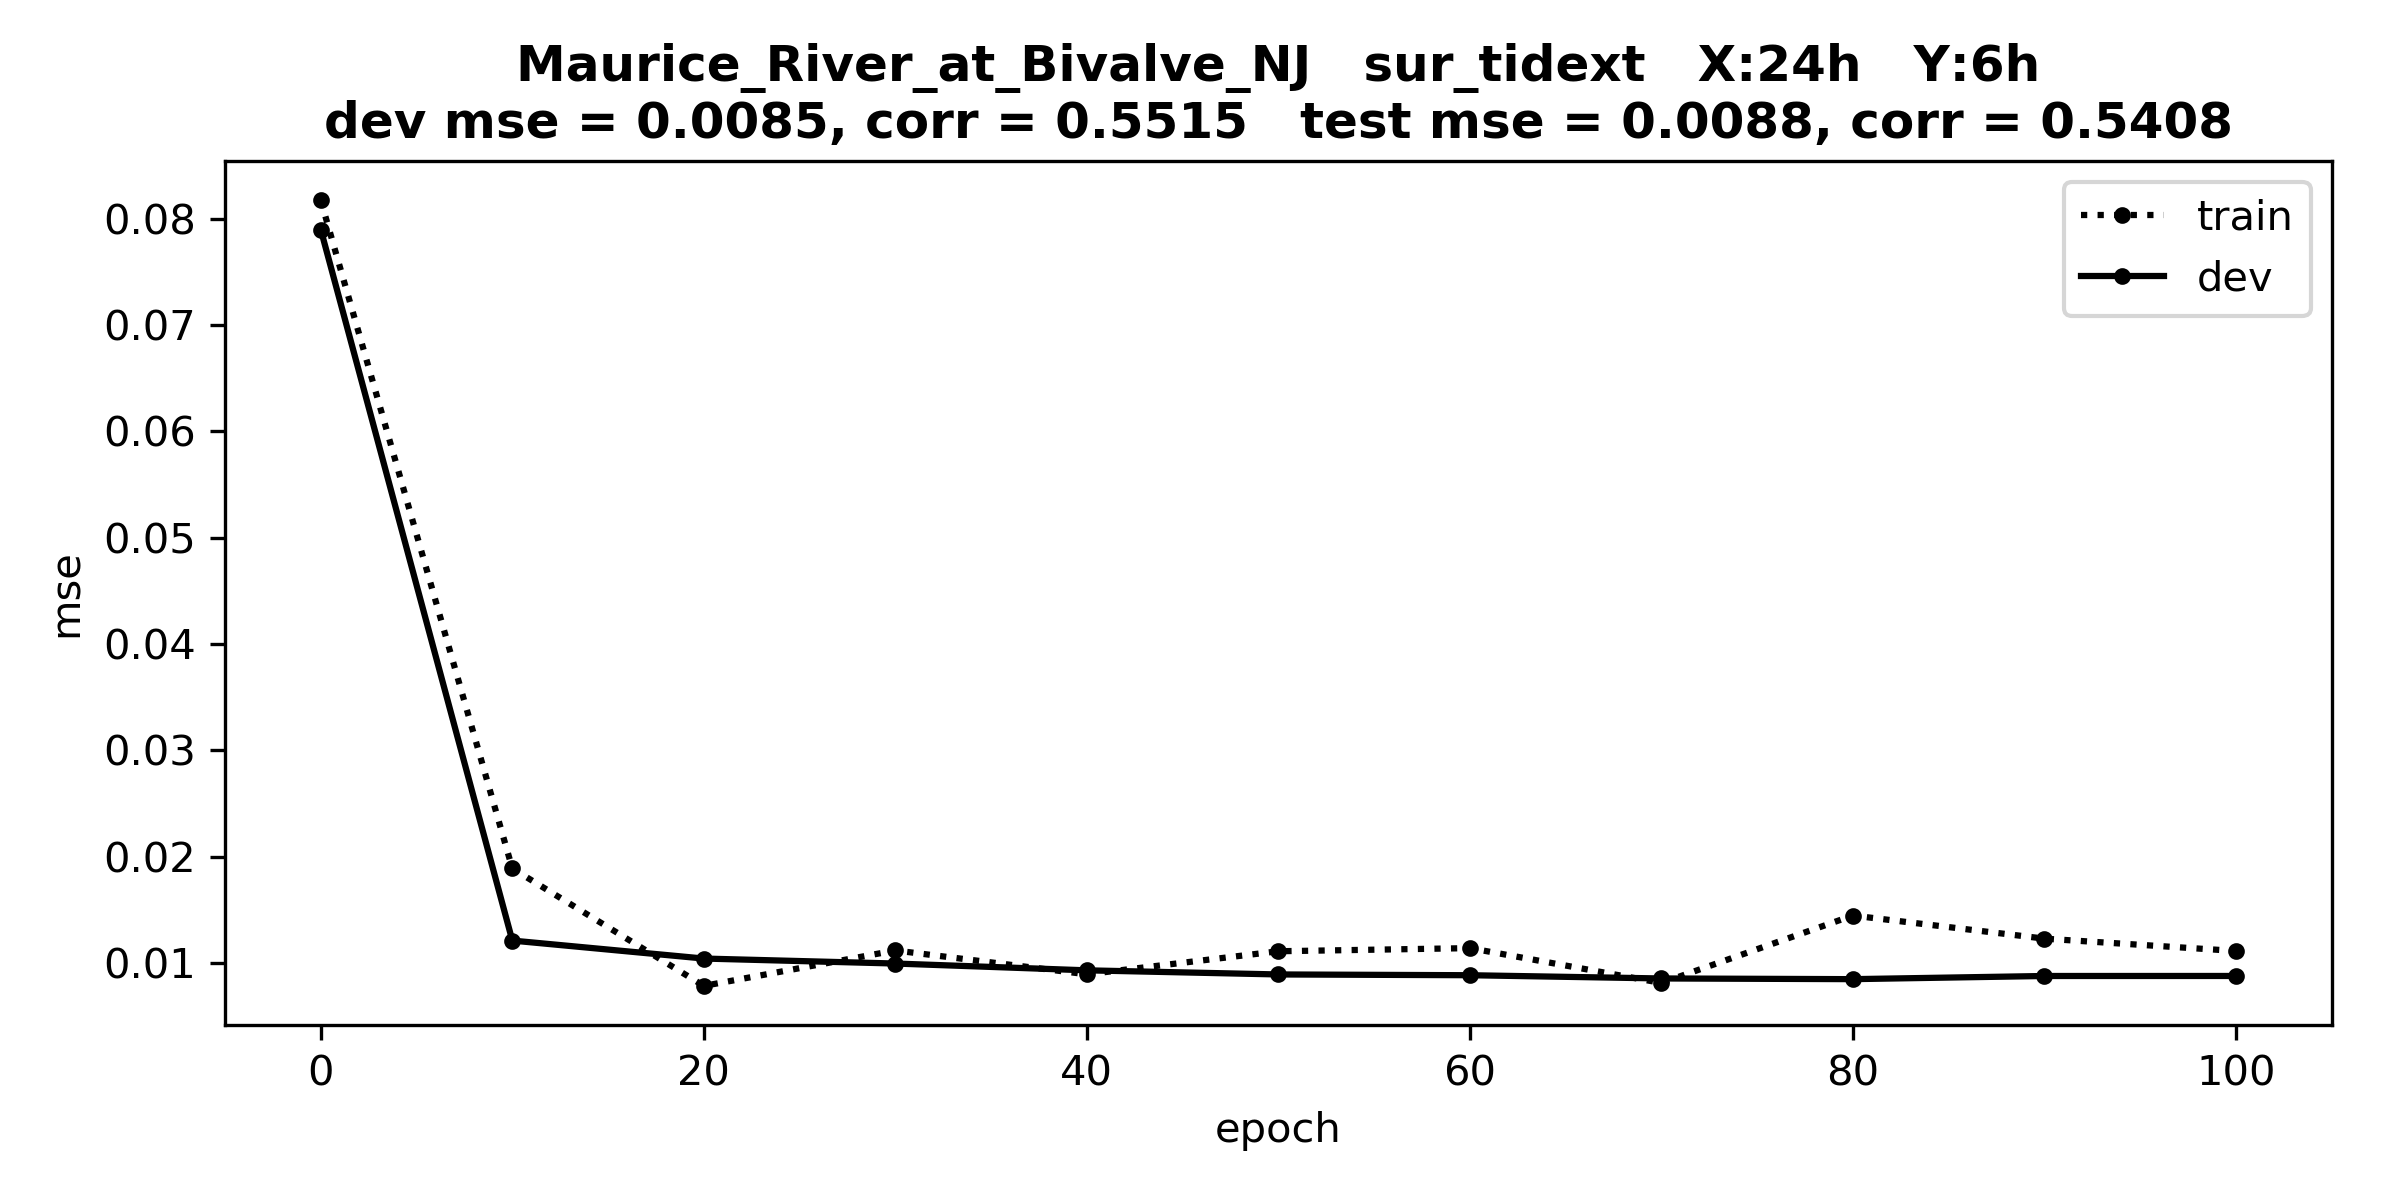 Maurice_River_at_Bivalve_NJ   sur_tidext   X:24h   Y:6h
dev mse = 0.0085, corr = 0.5515   test mse = 0.0088, corr = 0.5408
train
dev
0.08
0.07
0.06
0.05
0.04
0.03
0.02
0.01
mse
0 20 40 60 80 100
epoch